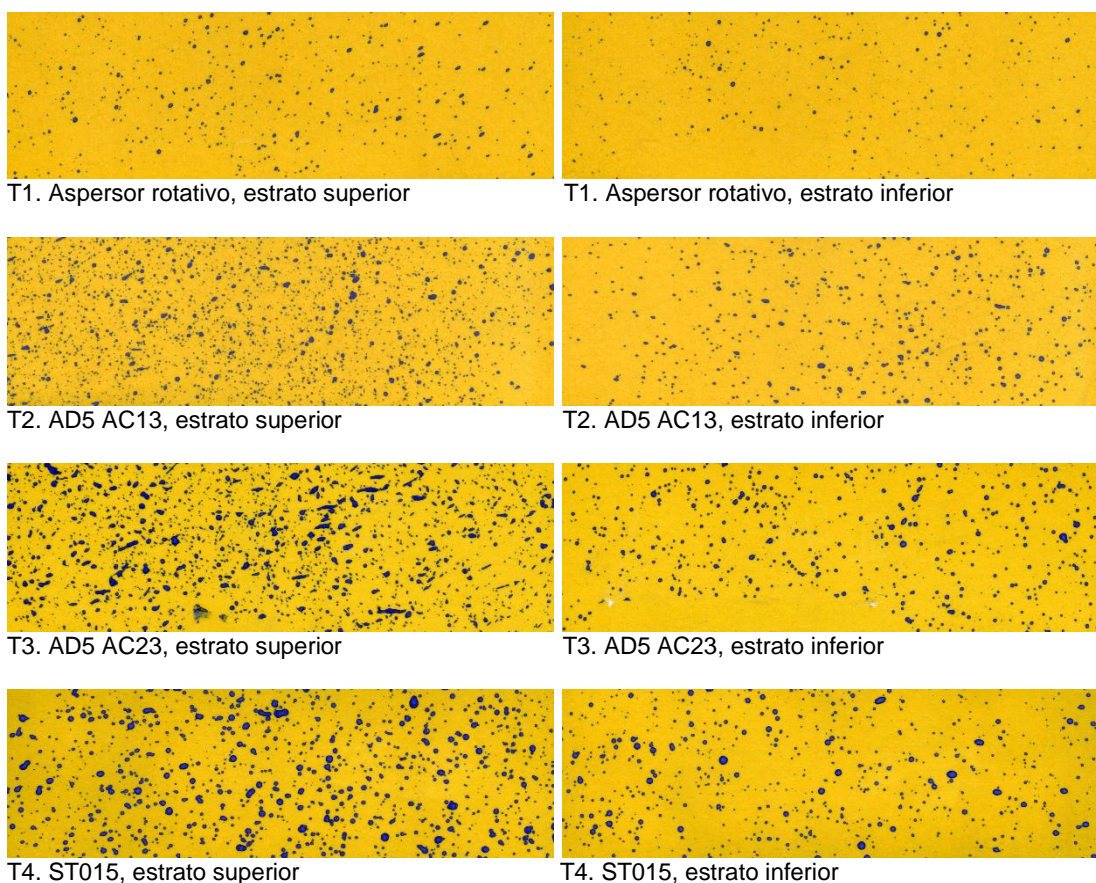 T1. Aspersor rotativo, estrato superior
T1. Aspersor rotativo, estrato inferior
T2. AD5 AC13, estrato superior
T2. AD5 AC13, estrato inferior
T3. AD5 AC23, estrato superior
T3. AD5 AC23, estrato inferior
T4. ST015, estrato superior
T4. ST015, estrato inferior